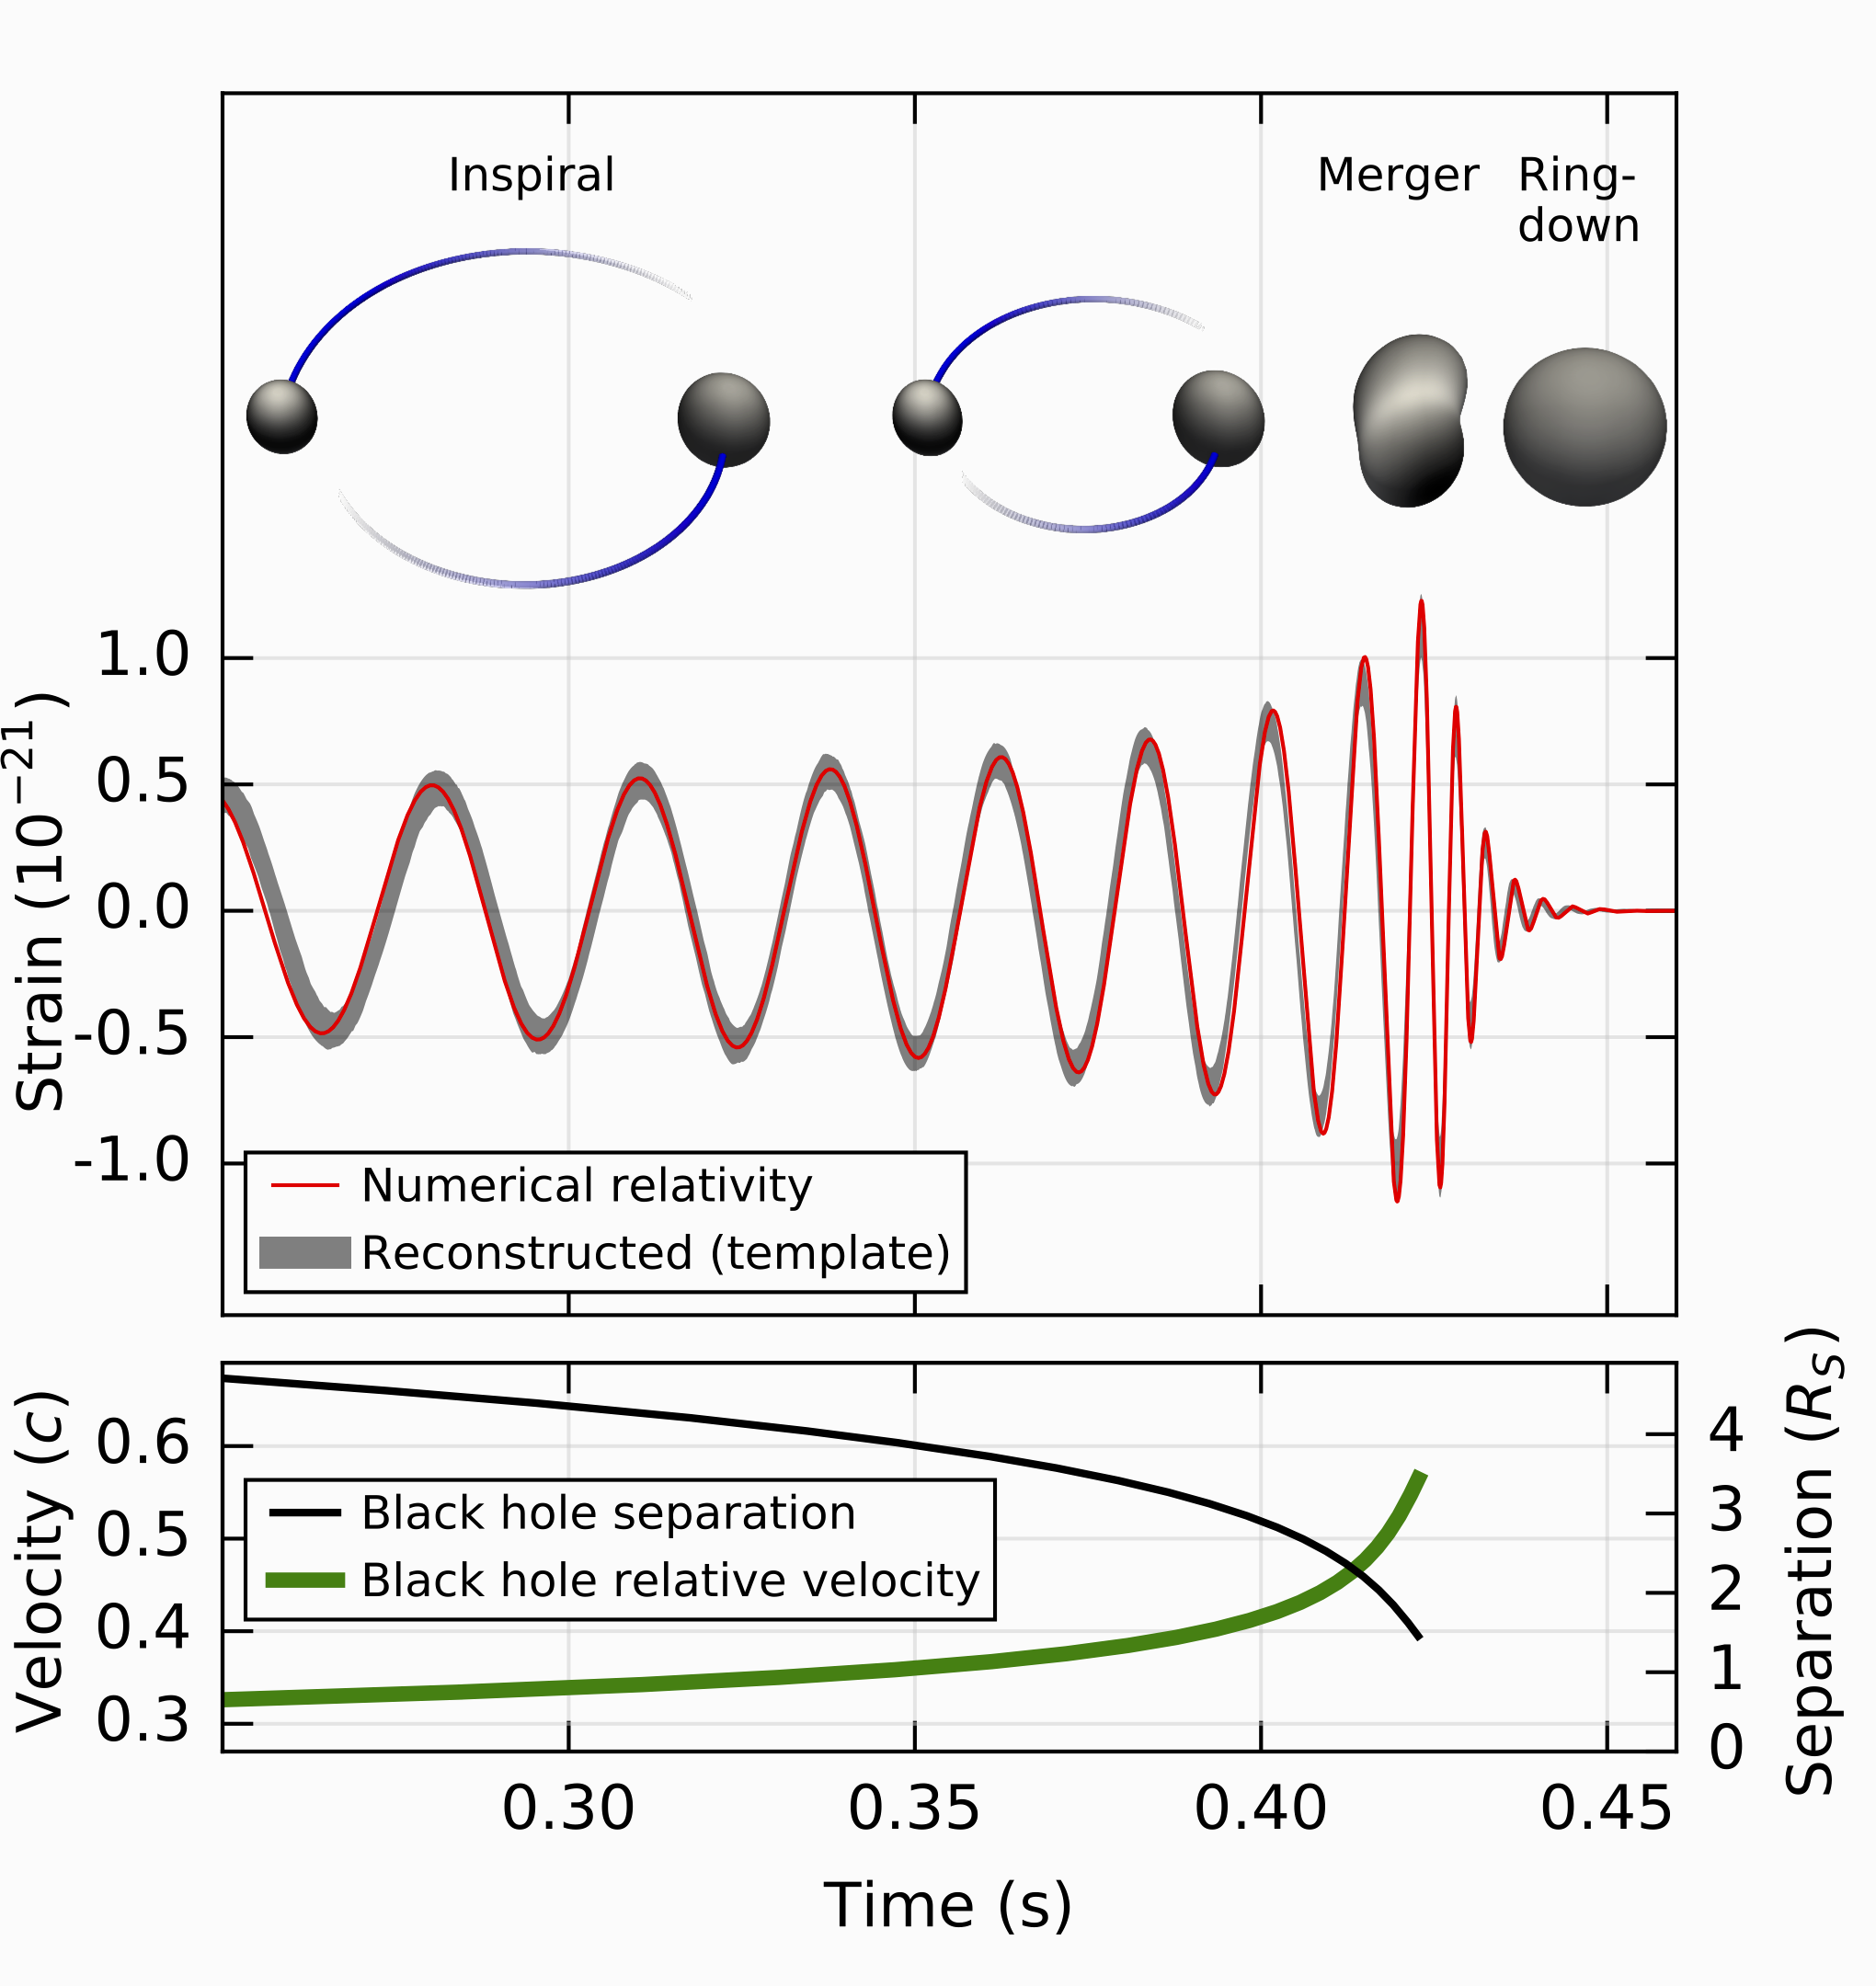 Inspiral
Merger
Ring-
down
1.0
0.5
0.0
-0.5
-1.0
Strain (10⁻²¹)
Numerical relativity
Reconstructed (template)
0.6
0.5
0.4
0.3
Velocity (c)
Black hole separation
Black hole relative velocity
4
3
2
1
0
Separation (R_S)
0.30
0.35
0.40
0.45
Time (s)